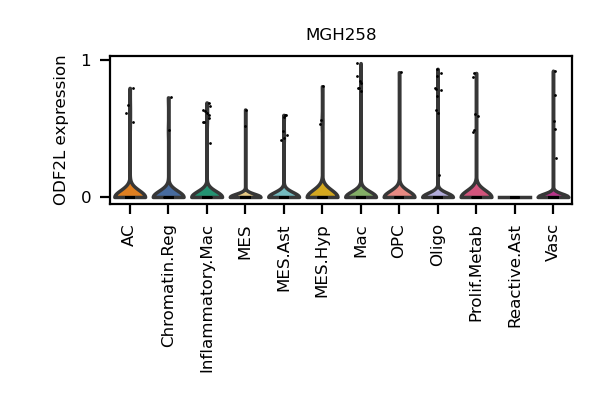 MGH258
ODF2L expression
1
0
AC
Chromatin.Reg
Inflammatory.Mac
MES
MES.Ast
MES.Hyp
Mac
OPC
Oligo
Prolif.Metab
Reactive.Ast
Vasc